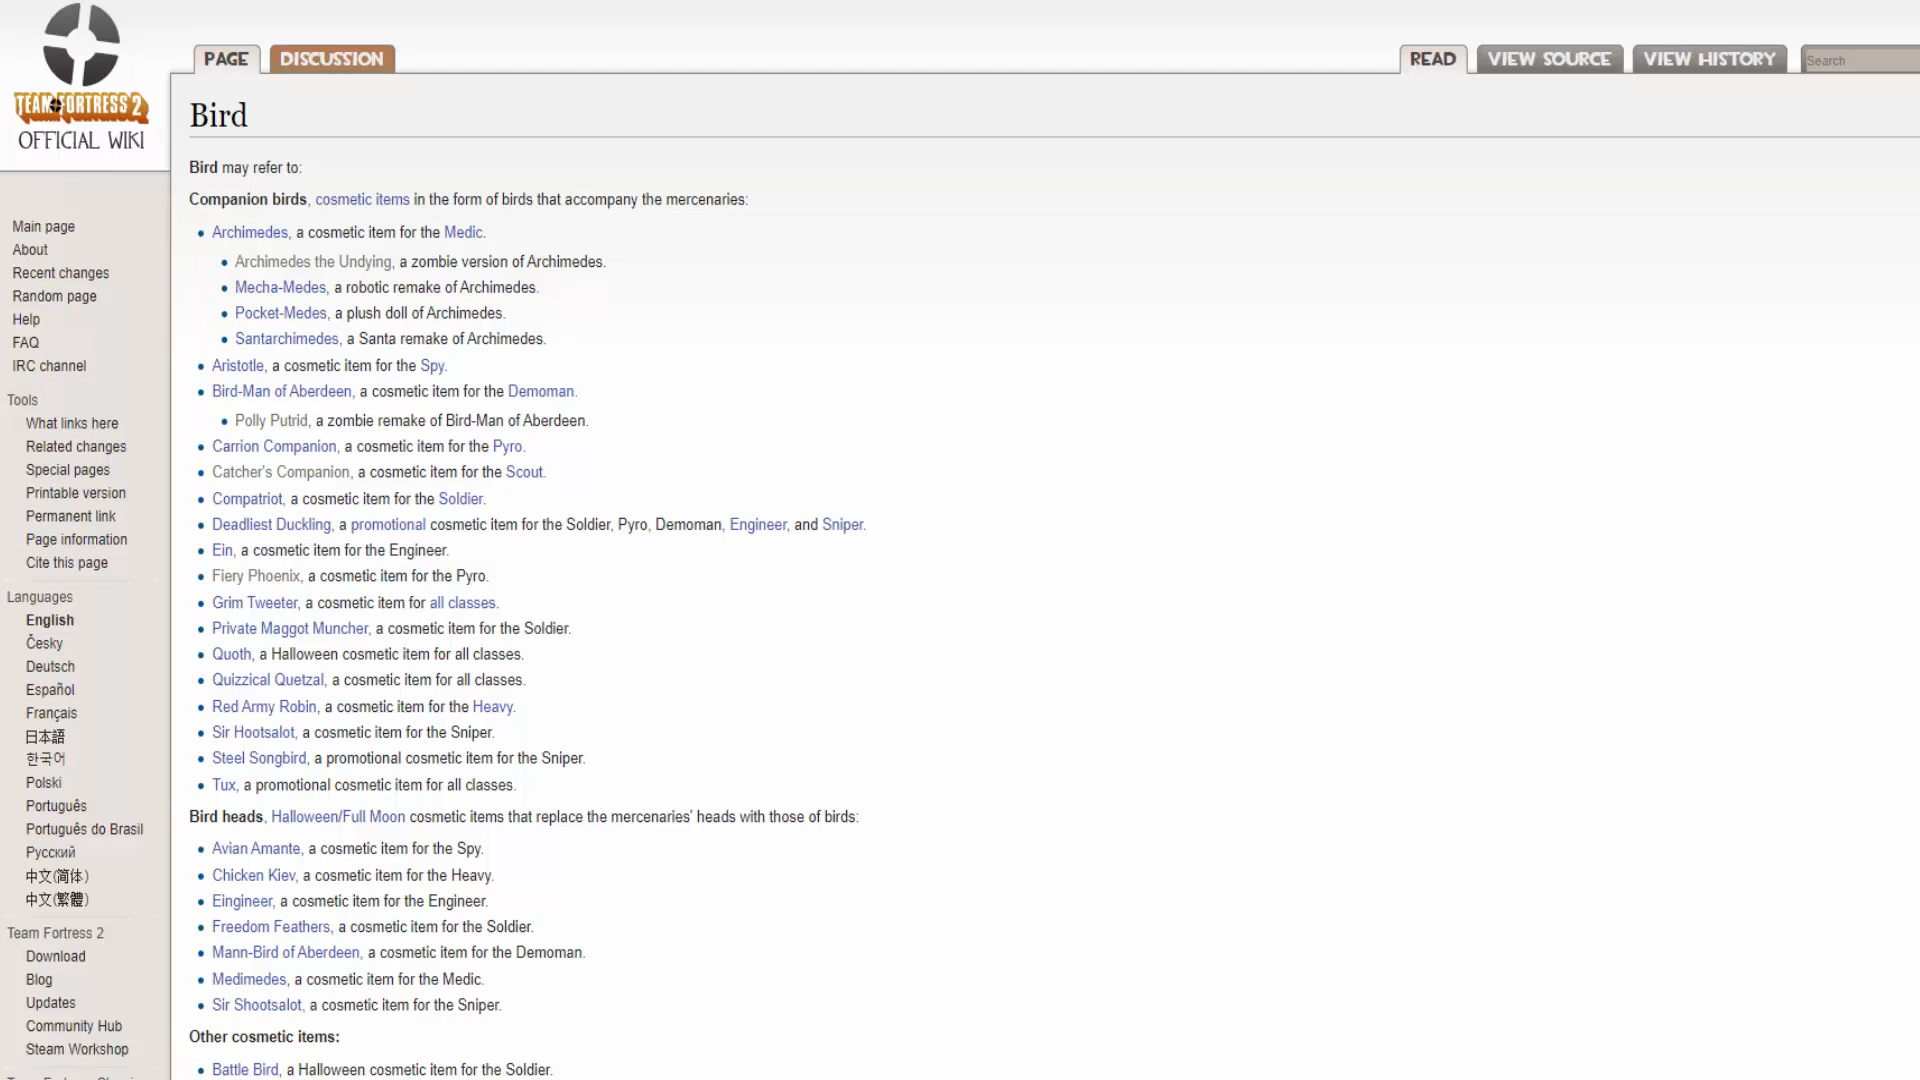 TEAM FORTRESS 2
OFFICIAL WIKI
PAGE
DISCUSSION
READ
VIEW SOURCE
VIEW HISTORY
Search
Main page
About
Recent changes
Random page
Help
FAQ
IRC channel
Tools
What links here
Related changes
Special pages
Printable version
Permanent link
Page information
Cite this page
Languages
English
Česky
Deutsch
Español
Français
日本語
한국어
Polski
Português
Português do Brasil
Русский
中文(简体)
中文(繁體)
Team Fortress 2
Download
Blog
Updates
Community Hub
Steam Workshop
Bird
Bird may refer to:
Companion birds, cosmetic items in the form of birds that accompany the mercenaries:
Archimedes, a cosmetic item for the Medic.
Archimedes the Undying, a zombie version of Archimedes.
Mecha-Medes, a robotic remake of Archimedes.
Pocket-Medes, a plush doll of Archimedes.
Santarchimedes, a Santa remake of Archimedes.
Aristotle, a cosmetic item for the Spy.
Bird-Man of Aberdeen, a cosmetic item for the Demoman.
Polly Putrid, a zombie remake of Bird-Man of Aberdeen.
Carrion Companion, a cosmetic item for the Pyro.
Catcher's Companion, a cosmetic item for the Scout.
Compatriot, a cosmetic item for the Soldier.
Deadliest Duckling, a promotional cosmetic item for the Soldier, Pyro, Demoman, Engineer, and Sniper.
Ein, a cosmetic item for the Engineer.
Fiery Phoenix, a cosmetic item for the Pyro.
Grim Tweeter, a cosmetic item for all classes.
Private Maggot Muncher, a cosmetic item for the Soldier.
Quoth, a Halloween cosmetic item for all classes.
Quizzical Quetzal, a cosmetic item for all classes.
Red Army Robin, a cosmetic item for the Heavy.
Sir Hootsalot, a cosmetic item for the Sniper.
Steel Songbird, a promotional cosmetic item for the Sniper.
Tux, a promotional cosmetic item for all classes.
Bird heads, Halloween/Full Moon cosmetic items that replace the mercenaries' heads with those of birds:
Avian Amante, a cosmetic item for the Spy.
Chicken Kiev, a cosmetic item for the Heavy.
Eingineer, a cosmetic item for the Engineer.
Freedom Feathers, a cosmetic item for the Soldier.
Mann-Bird of Aberdeen, a cosmetic item for the Demoman.
Medimedes, a cosmetic item for the Medic.
Sir Shootsalot, a cosmetic item for the Sniper.
Other cosmetic items:
Battle Bird, a Halloween cosmetic item for the Soldier.